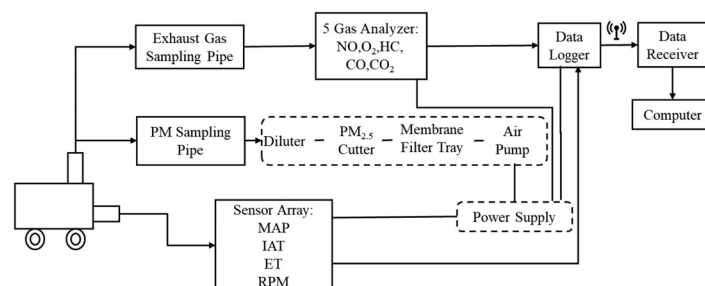 Exhaust Gas
Sampling Pipe
5 Gas Analyzer:
NO,O₂,HC,
CO,CO₂
Data
Logger
Data
Receiver
Computer
PM Sampling
Pipe
Diluter
PM₂.₅
Cutter
Membrane
Filter Tray
Air
Pump
Sensor Array:
MAP
IAT
ET
RPM
Power Supply